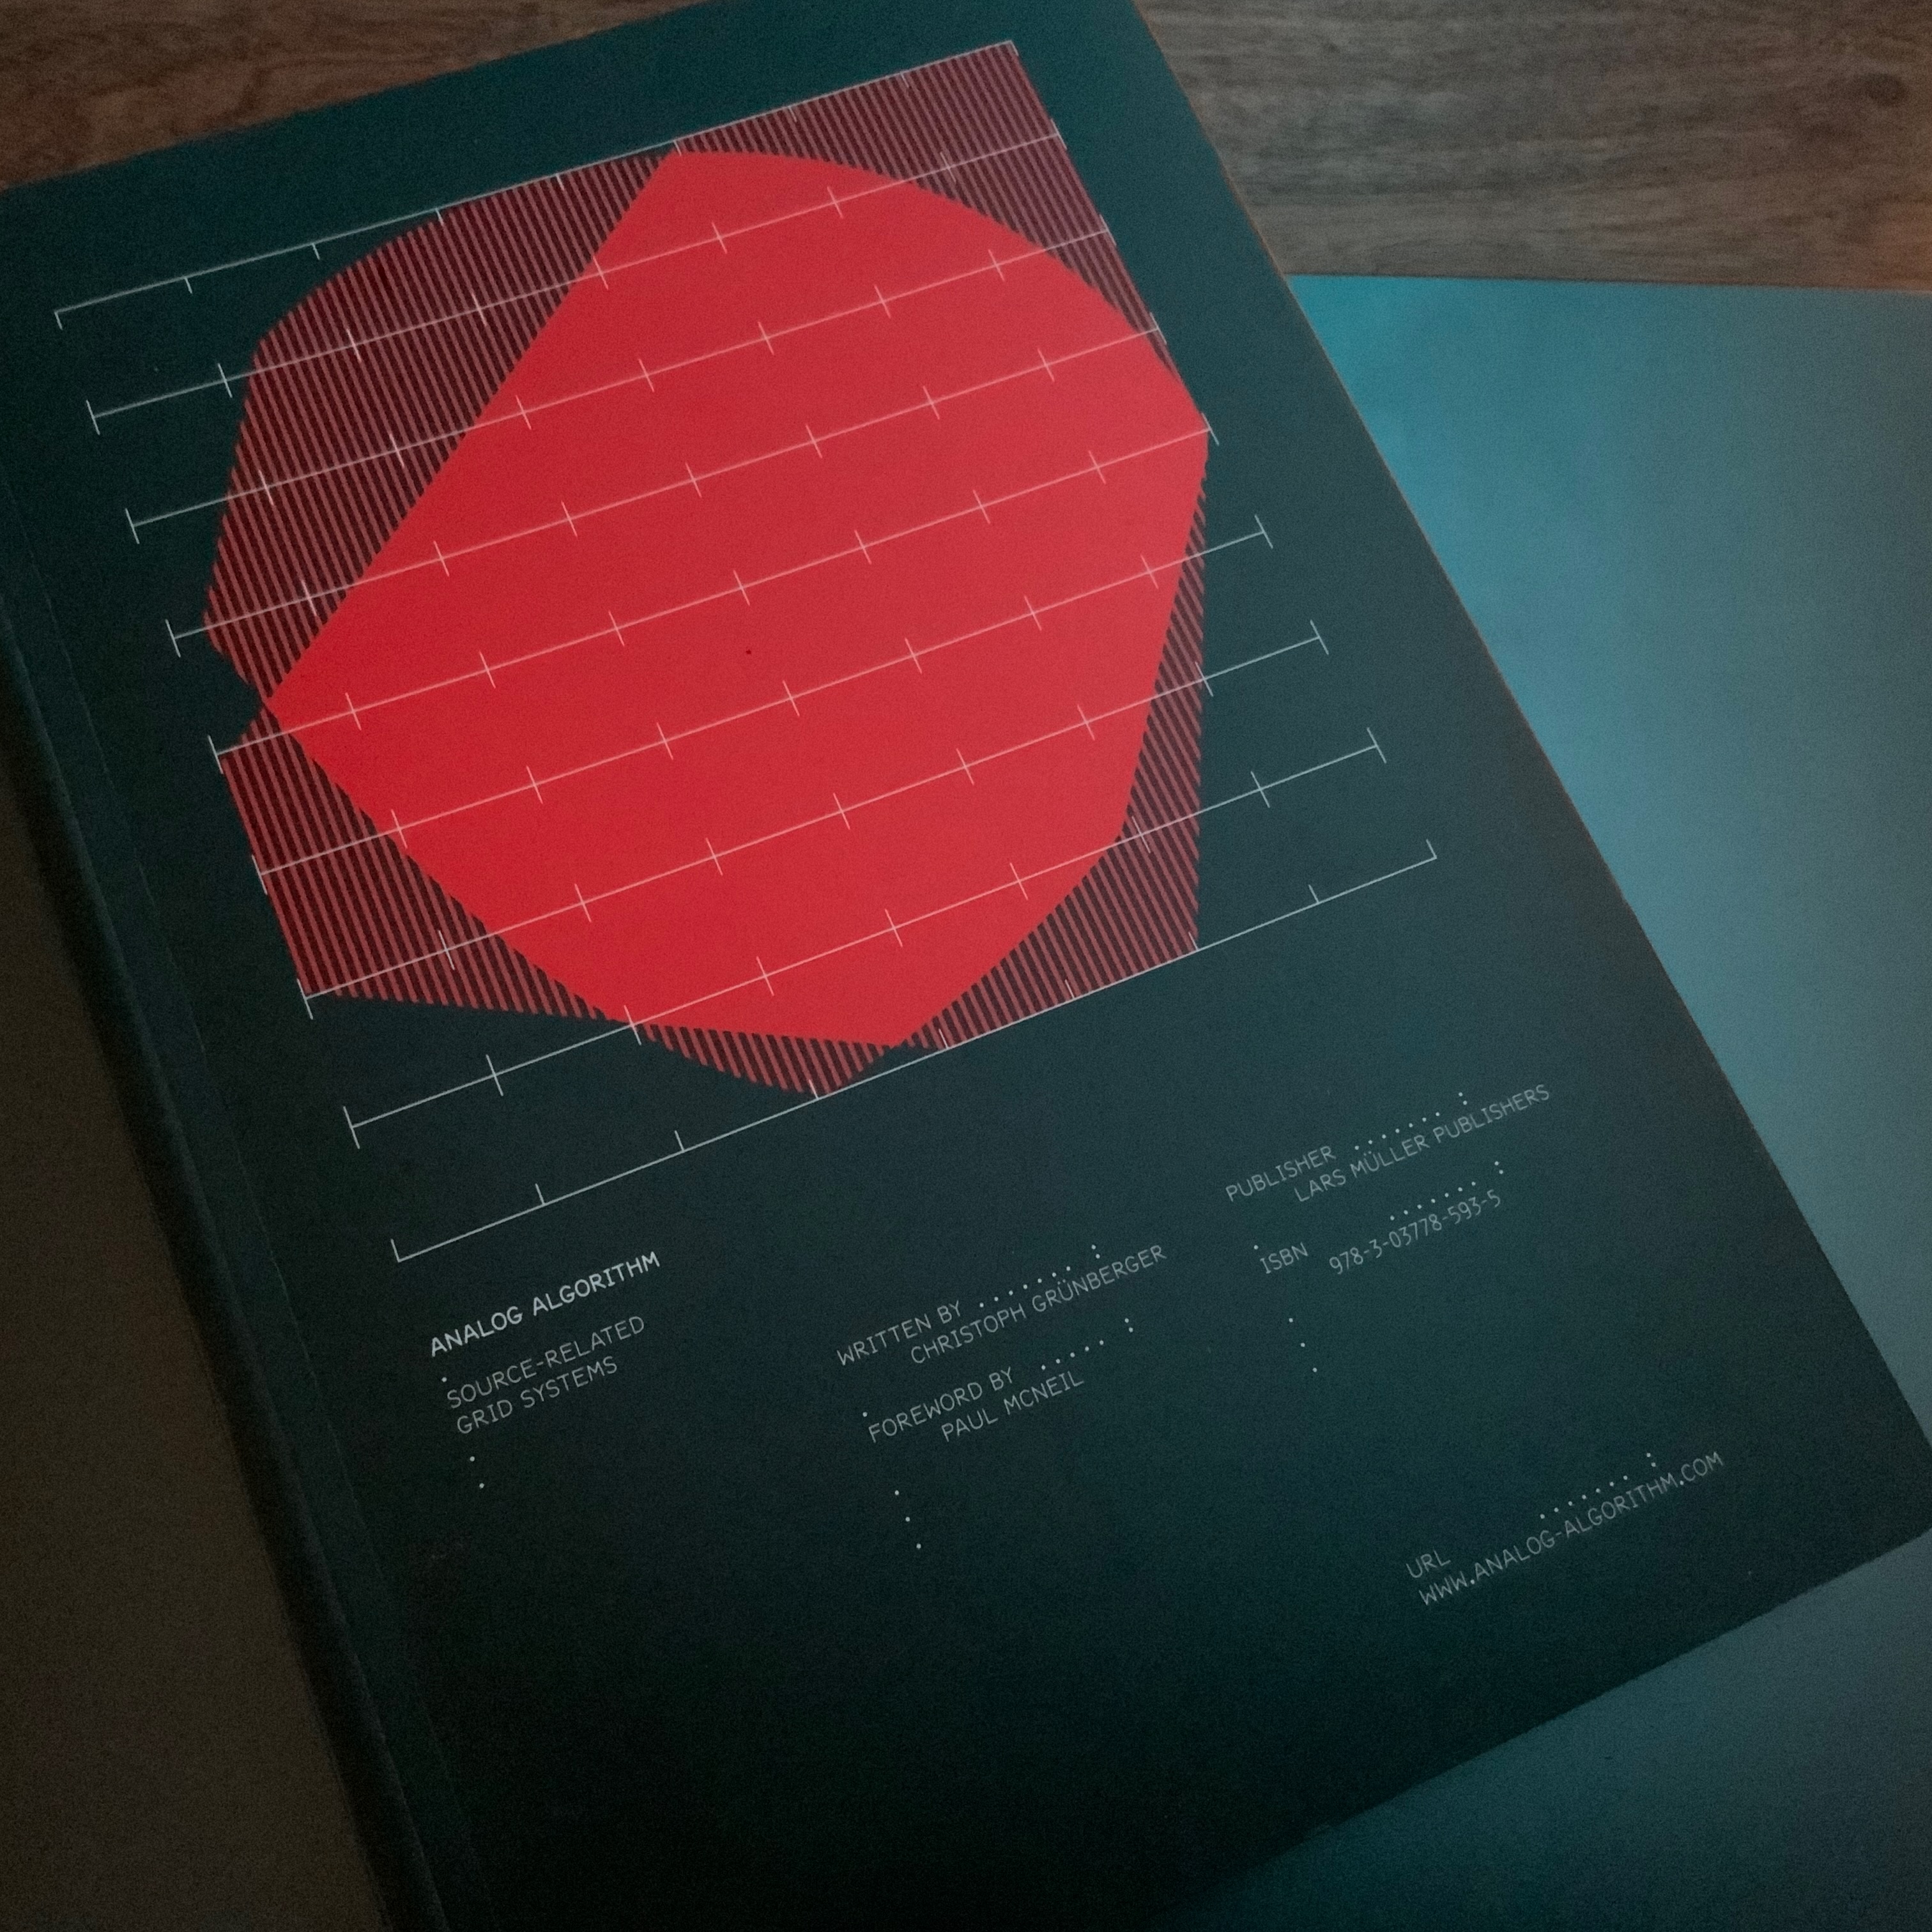 ANALOG ALGORITHM
SOURCE-RELATED
GRID SYSTEMS
WRITTEN BY
CHRISTOPH GRÜNBERGER
FOREWORD BY
PAUL MCNEIL
PUBLISHER
LARS MÜLLER PUBLISHERS
ISBN
978-3-03778-593-5
URL
WWW.ANALOG-ALGORITHM.COM